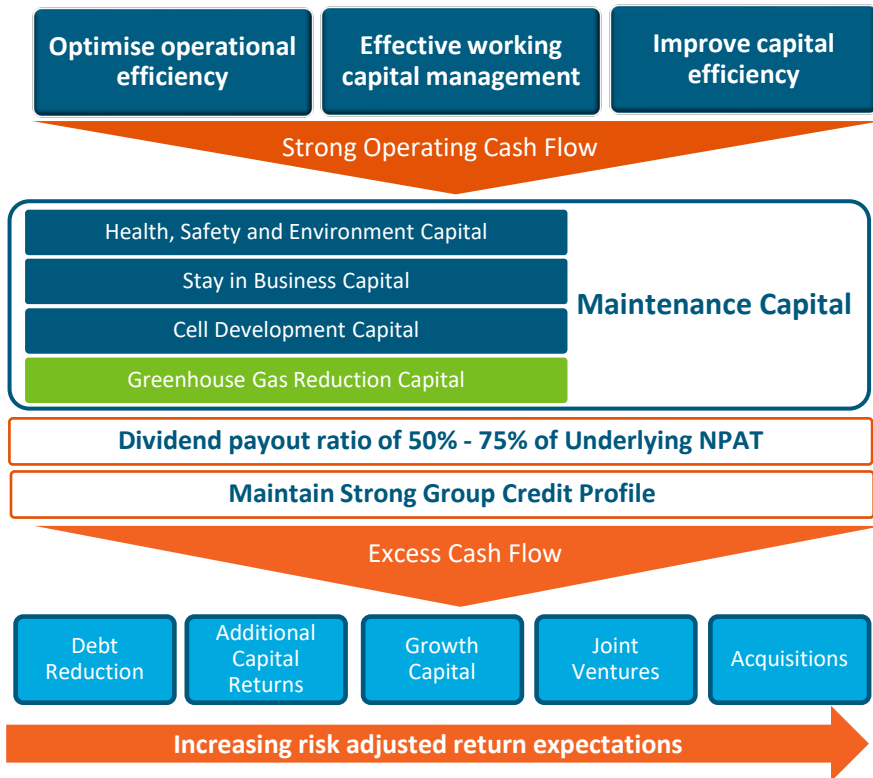 Optimise operational
efficiency
Effective working
capital management
Improve capital
efficiency
Strong Operating Cash Flow
Health, Safety and Environment Capital
Stay in Business Capital
Cell Development Capital
Greenhouse Gas Reduction Capital
Maintenance Capital
Dividend payout ratio of 50% - 75% of Underlying NPAT
Maintain Strong Group Credit Profile
Excess Cash Flow
Debt
Reduction
Additional
Capital
Returns
Growth
Capital
Joint
Ventures
Acquisitions
Increasing risk adjusted return expectations